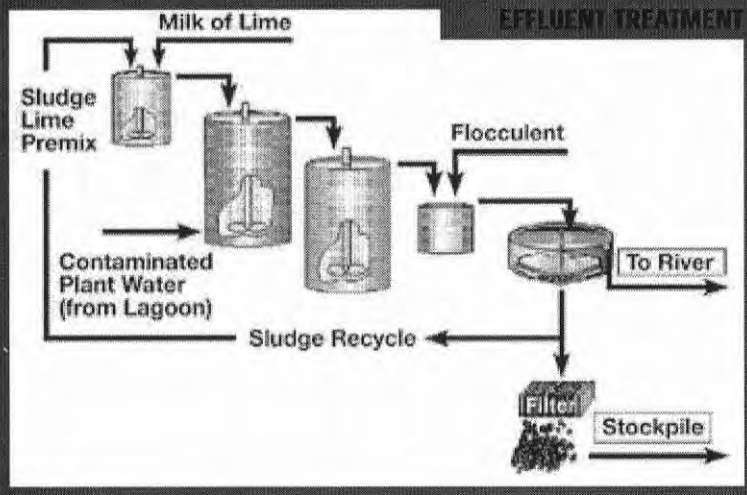 EFFLUENT TREATMENT
Milk of Lime
Sludge
Lime
Premix
Flocculent
Contaminated
Plant Water
(from Lagoon)
To River
Sludge Recycle
Filter
Stockpile